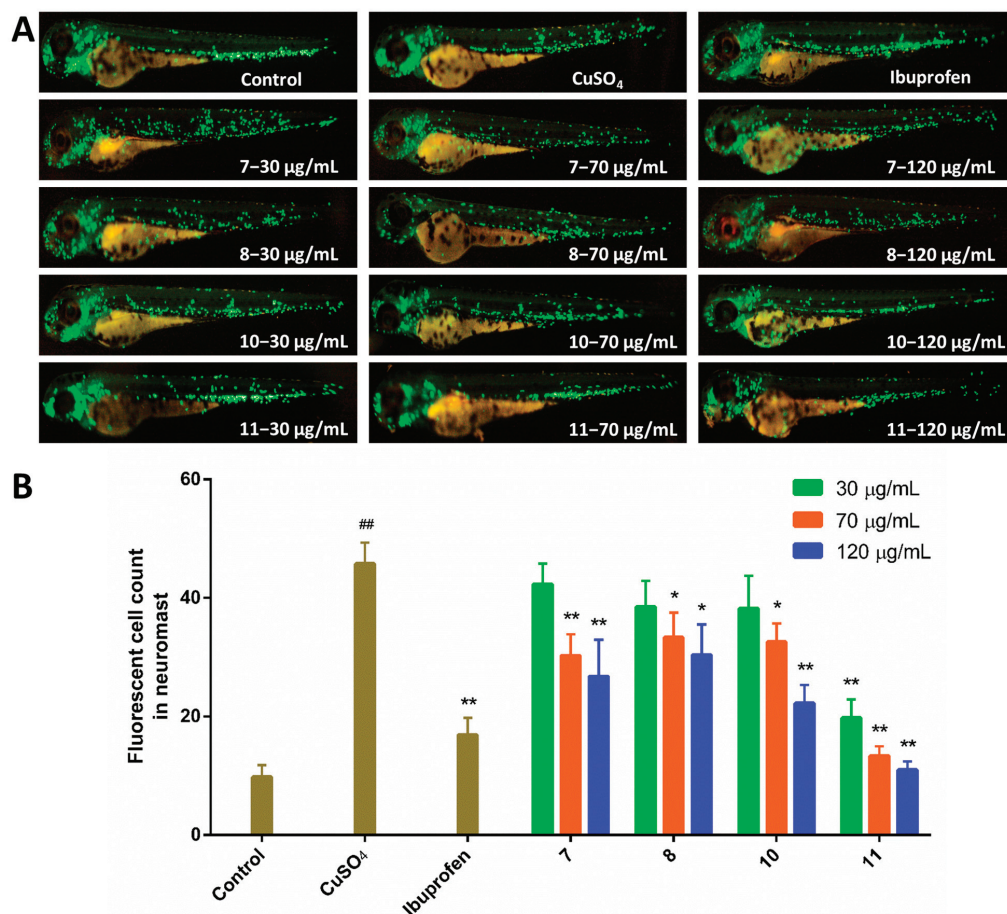 A
Control
CuSO₄
Ibuprofen
7–30 µg/mL
7–70 µg/mL
7–120 µg/mL
8–30 µg/mL
8–70 µg/mL
8–120 µg/mL
10–30 µg/mL
10–70 µg/mL
10–120 µg/mL
11–30 µg/mL
11–70 µg/mL
11–120 µg/mL
B
Fluorescent cell count
in neuromast
60
40
20
0
##
**
** **
* *
* **
** ** **
30 µg/mL
70 µg/mL
120 µg/mL
Control
CuSO₄
Ibuprofen
7
8
10
11